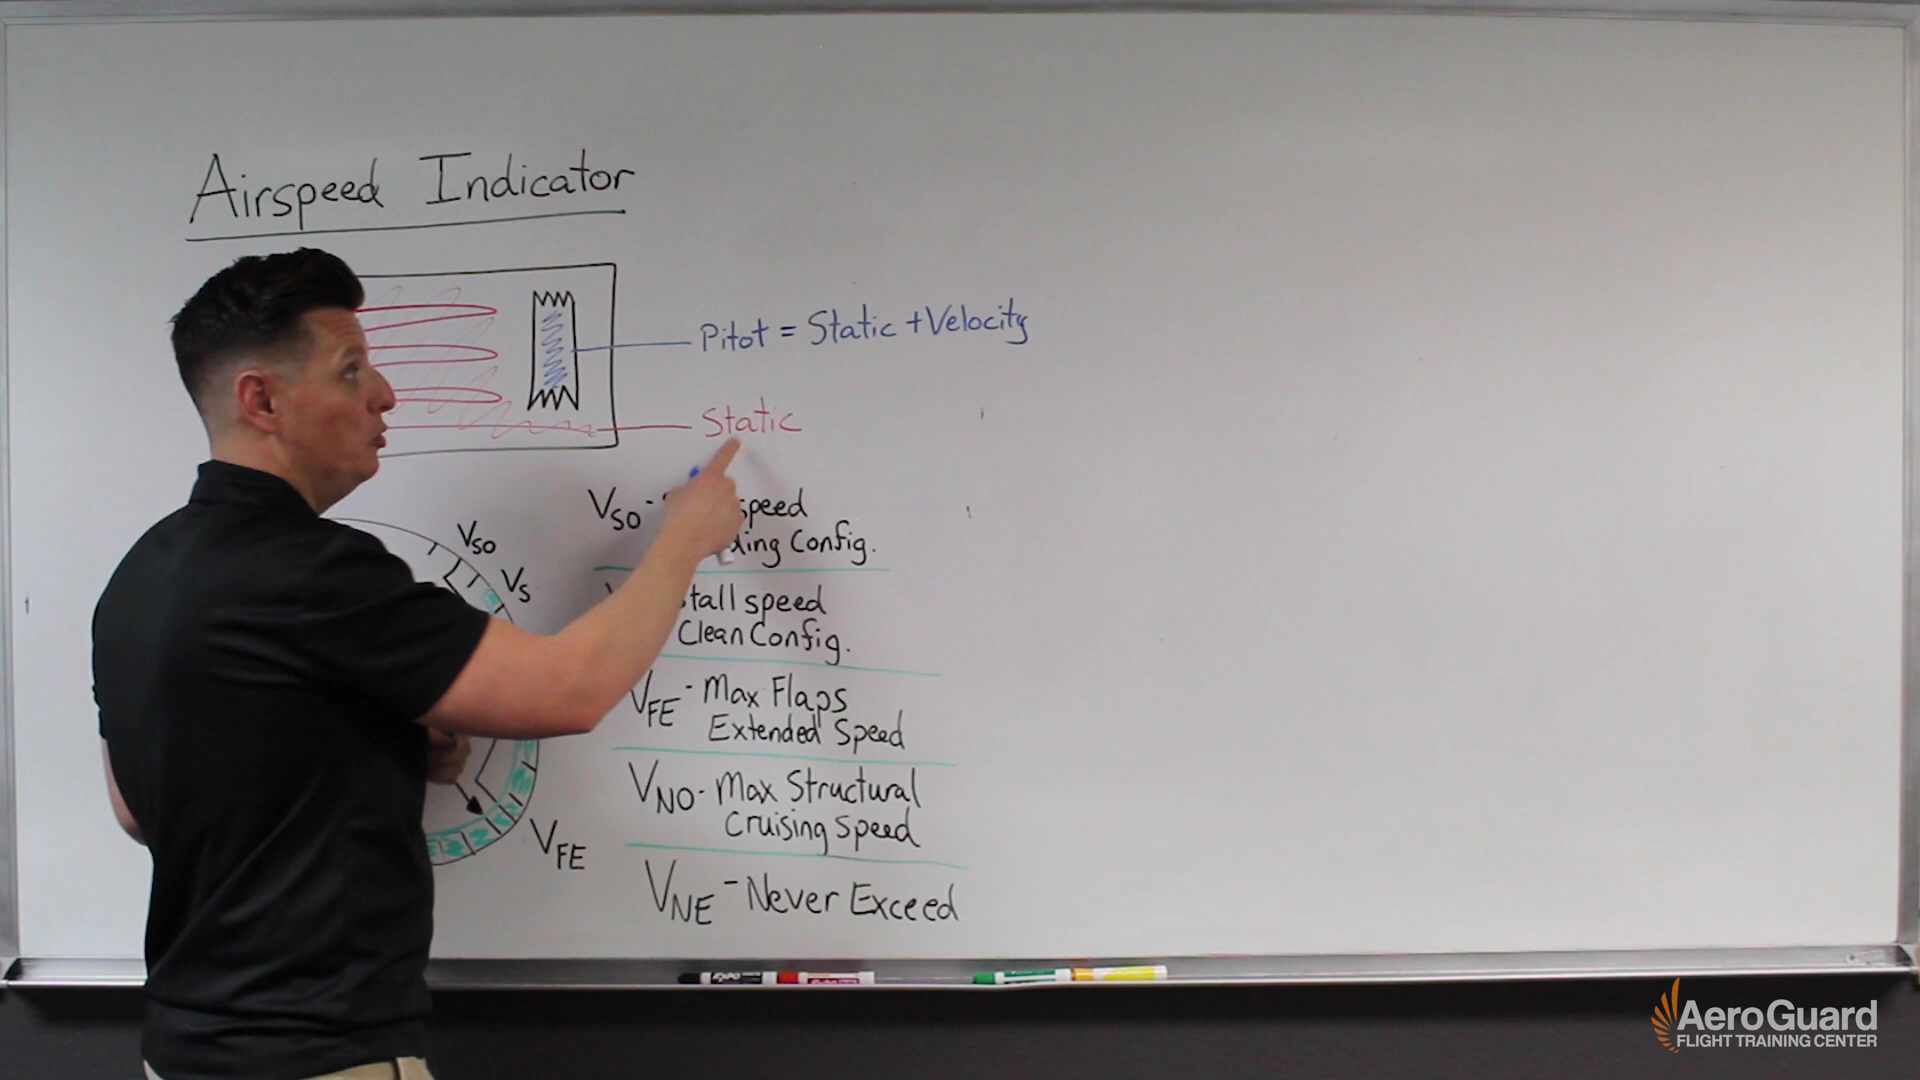 Airspeed Indicator
Pitot = Static + Velocity
Static
VSO - speed
Config.
Stall speed
Clean Config.
VFE - Max Flaps
Extended Speed
VNO - Max Structural
Cruising Speed
VNE - Never Exceed
VSO
VS
VFE
EXPO
AeroGuard
FLIGHT TRAINING CENTER